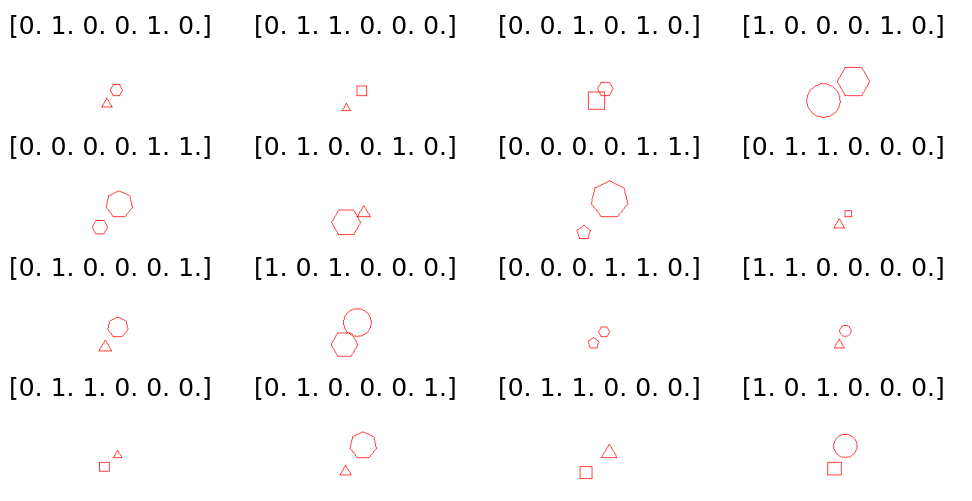 [0. 1. 0. 0. 1. 0.] [0. 1. 1. 0. 0. 0.] [0. 0. 1. 0. 1. 0.] [1. 0. 0. 0. 1. 0.]
[0. 0. 0. 0. 1. 1.] [0. 1. 0. 0. 1. 0.] [0. 0. 0. 0. 1. 1.] [0. 1. 1. 0. 0. 0.]
[0. 1. 0. 0. 0. 1.] [1. 0. 1. 0. 0. 0.] [0. 0. 0. 1. 1. 0.] [1. 1. 0. 0. 0. 0.]
[0. 1. 1. 0. 0. 0.] [0. 1. 0. 0. 0. 1.] [0. 1. 1. 0. 0. 0.] [1. 0. 1. 0. 0. 0.]